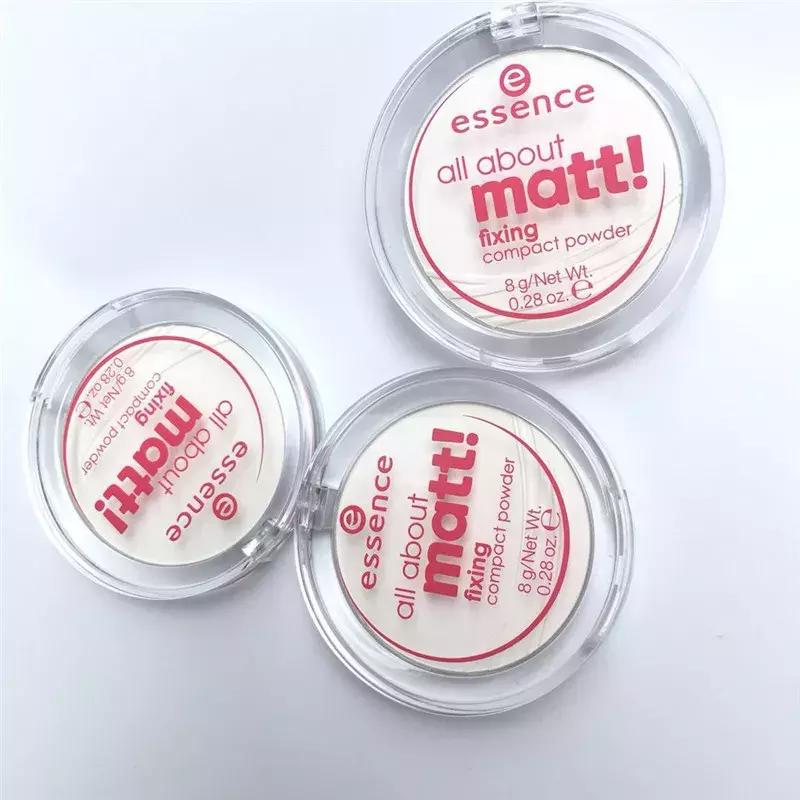 e
essence
all about
matt!
fixing
compact powder
8 g/Net Wt.
0.28 oz. ℮
e
essence
all about
matt!
fixing
compact powder
8 g/Net Wt.
0.28 oz. ℮
e
essence
all about
matt!
fixing
compact powder
8 g/Net Wt.
0.28 oz. ℮